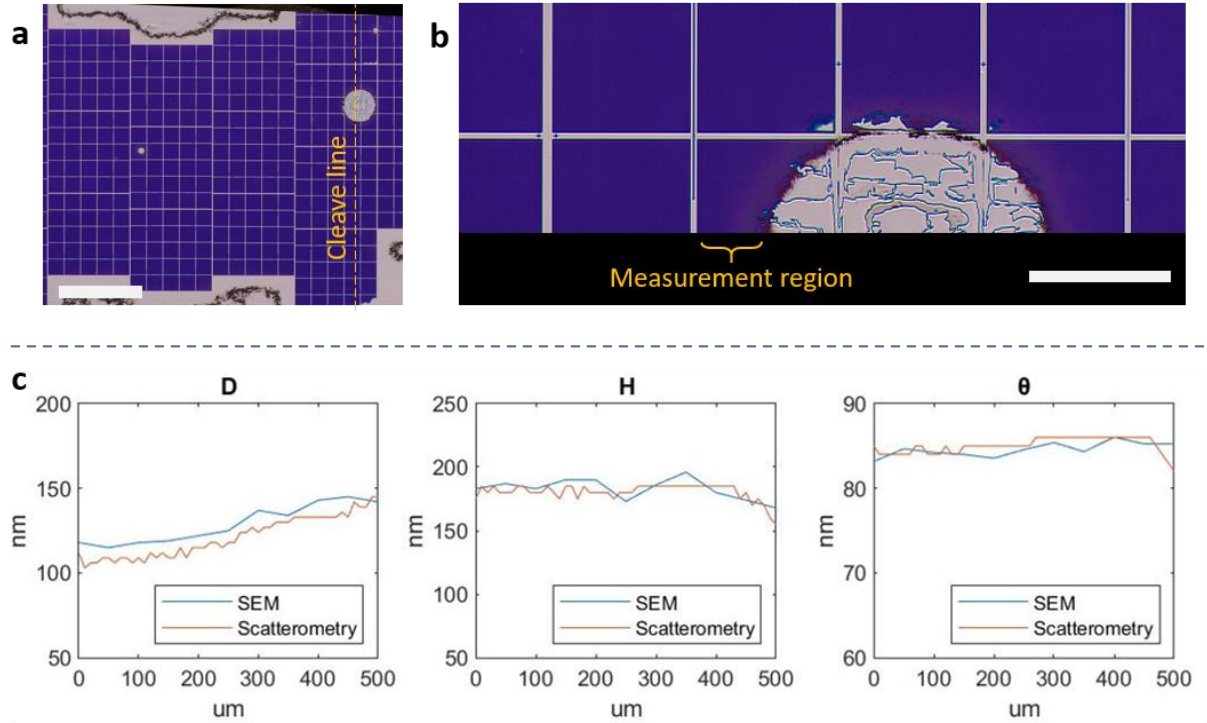 a
b
Cleave line
Measurement region
c
D
200
150
100
50
nm
0 100 200 300 400 500
um
SEM
Scatterometry
H
250
200
150
100
50
nm
0 100 200 300 400 500
um
SEM
Scatterometry
θ
90
80
70
60
nm
0 100 200 300 400 500
um
SEM
Scatterometry